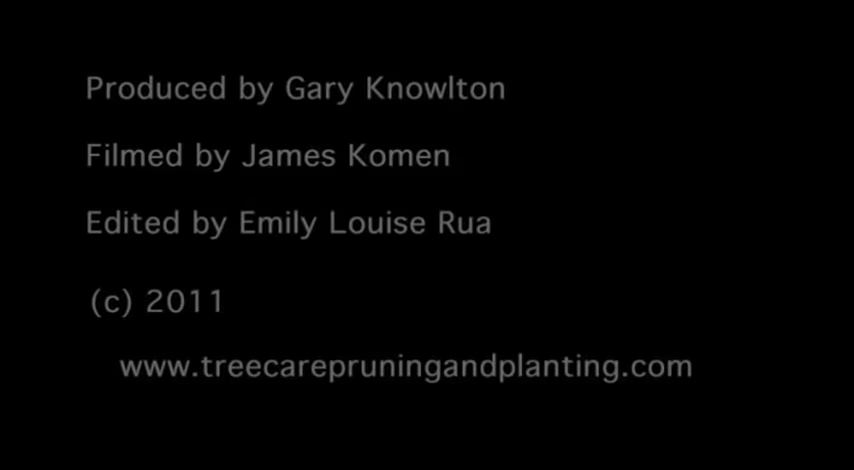 Produced by Gary Knowlton
Filmed by James Komen
Edited by Emily Louise Rua
(c) 2011
www.treecarepruningandplanting.com